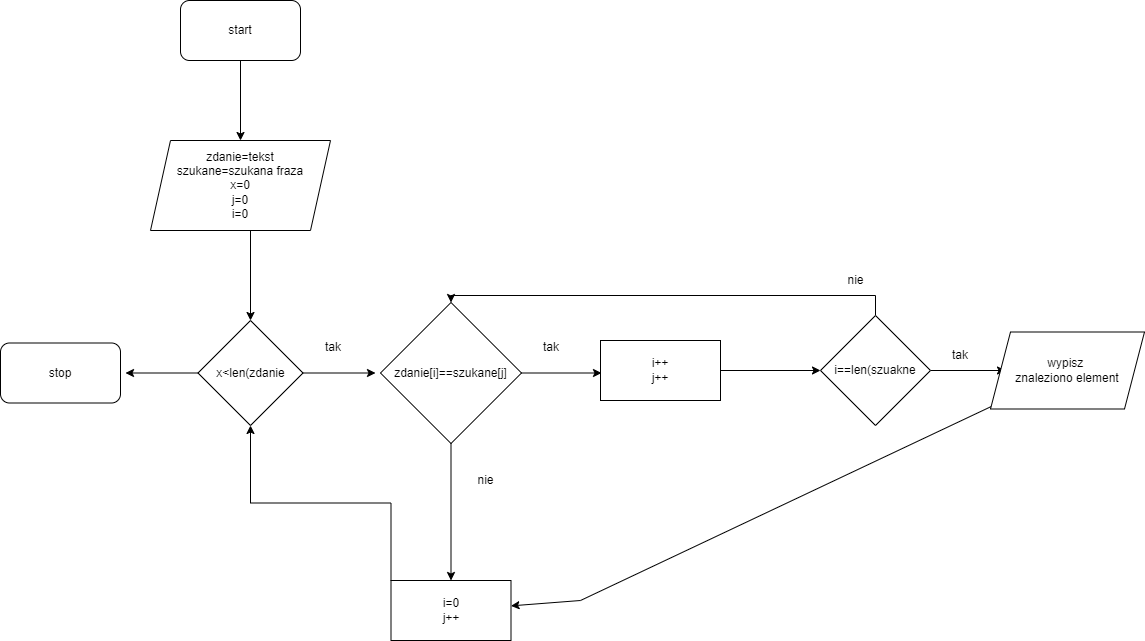 start
zdanie=tekst
szukane=szukana fraza
x=0
j=0
i=0
nie
stop
x<len(zdanie
tak
zdanie[i]==szukane[j]
tak
i++
j++
i==len(szuakne
tak
wypisz
znaleziono element
nie
i=0
j++